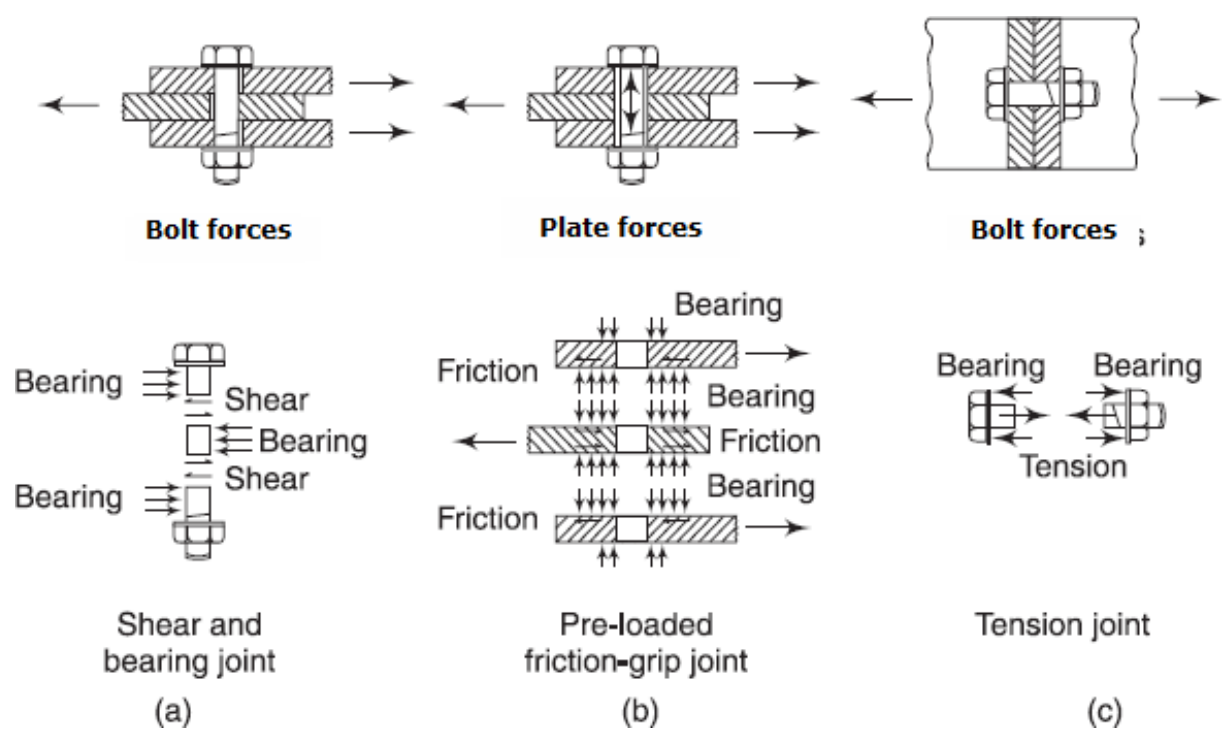 Bolt forces
Plate forces
Bolt forces s
Bearing
Shear
Bearing
Shear
Bearing
Bearing
Friction
Bearing
Friction
Bearing
Friction
Bearing
Bearing
Tension
Shear and
bearing joint
(a)
Pre-loaded
friction-grip joint
(b)
Tension joint
(c)